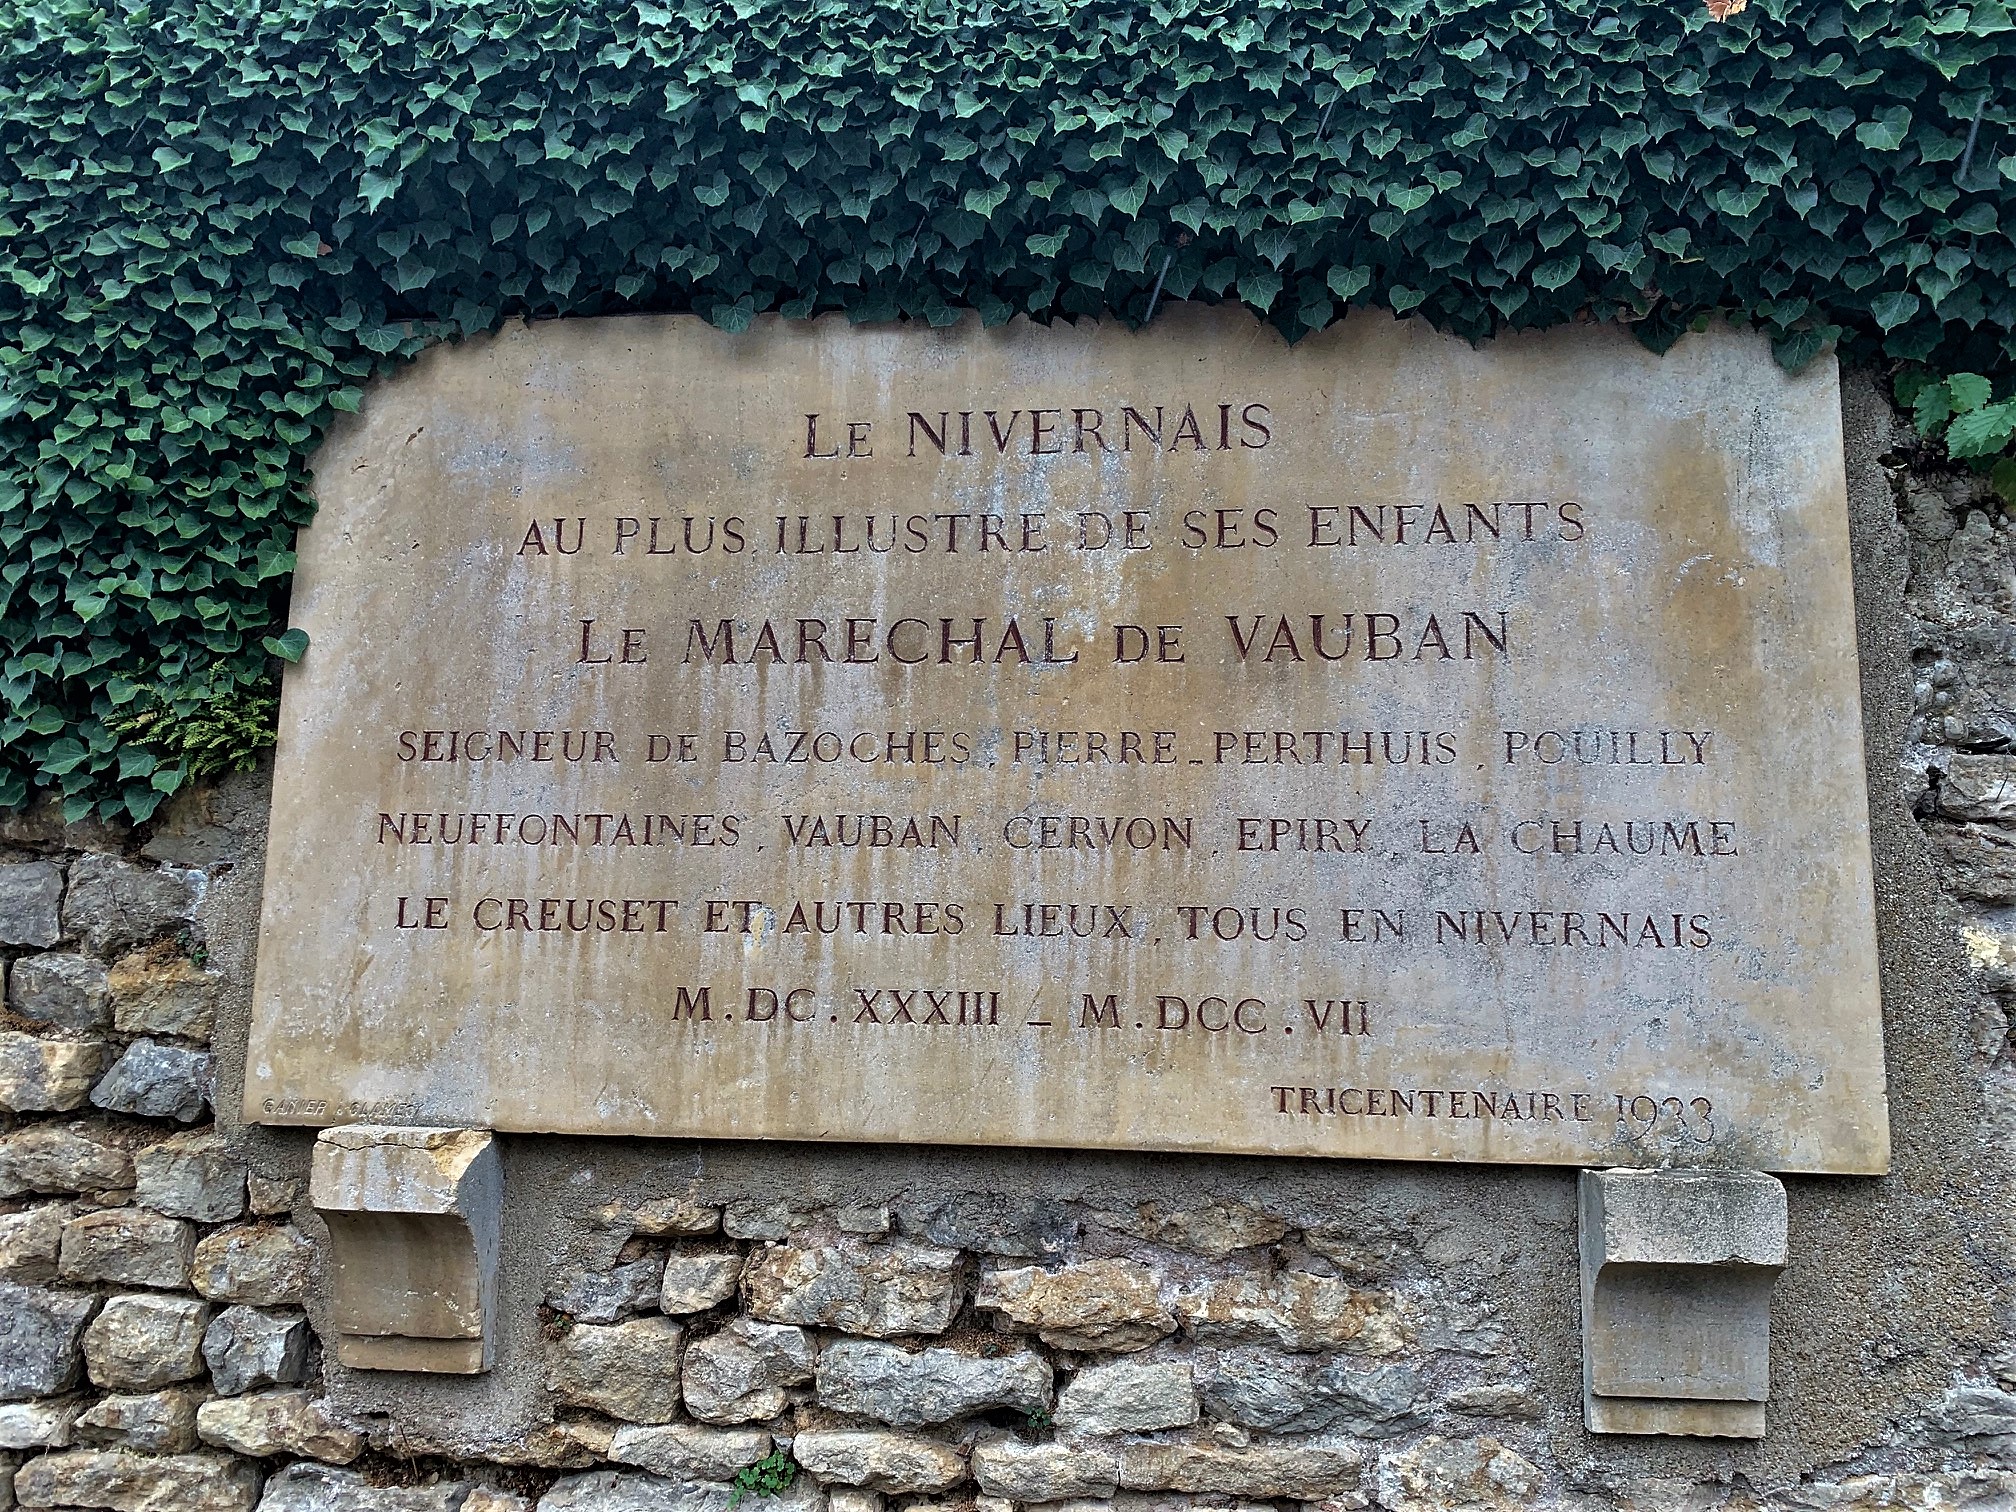 LE NIVERNAIS
AU PLUS ILLUSTRE DE SES ENFANTS
LE MARECHAL DE VAUBAN
SEIGNEUR DE BAZOCHES, PIERRE-PERTHUIS, POUILLY
NEUFFONTAINES, VAUBAN, CERVON, EPIRY, LA CHAUME
LE CREUSET ET AUTRES LIEUX, TOUS EN NIVERNAIS
M.DC.XXXIII - M.DCC.VII
TRICENTENAIRE 1933